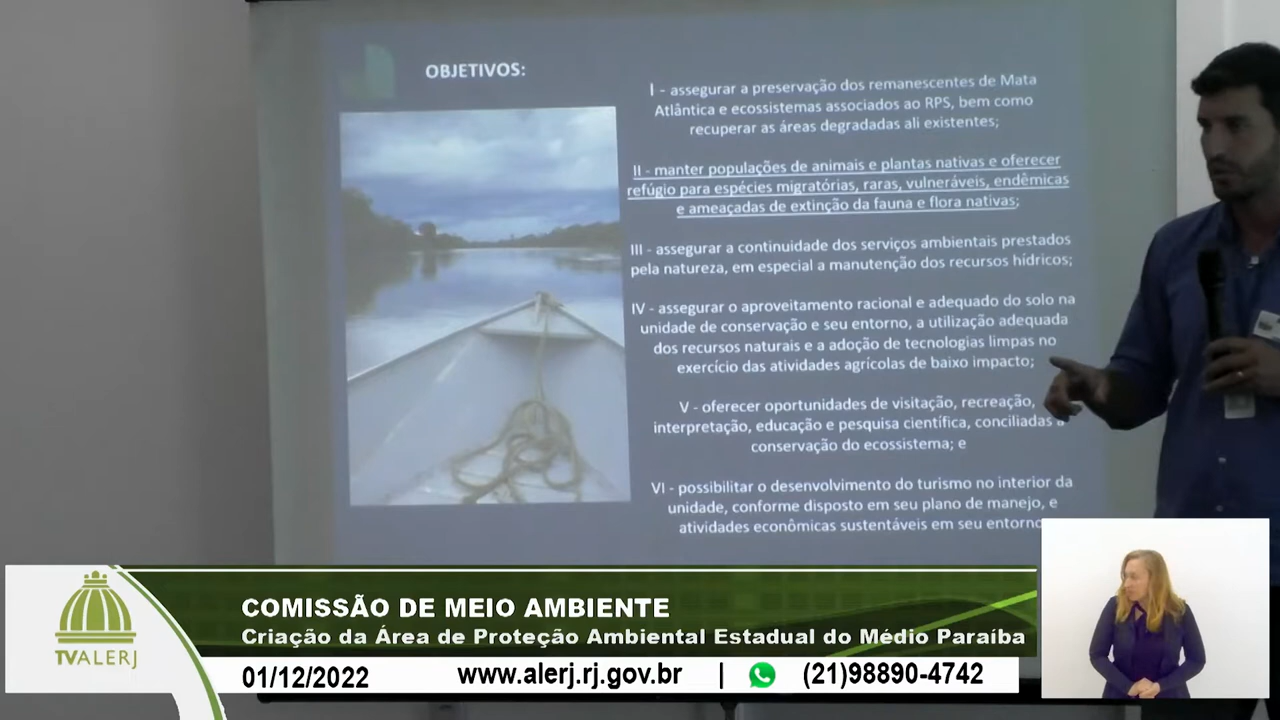 OBJETIVOS:
I - assegurar a preservação dos remanescentes de Mata
Atlântica e ecossistemas associados ao RPS, bem como
recuperar as áreas degradadas ali existentes;
II - manter populações de animais e plantas nativas e oferecer
refúgio para espécies migratórias, raras, vulneráveis, endêmicas
e ameaçadas de extinção da fauna e flora nativas;
III - assegurar a continuidade dos serviços ambientais prestados
pela natureza, em especial a manutenção dos recursos hídricos;
IV - assegurar o aproveitamento racional e adequado do solo na
unidade de conservação e seu entorno, a utilização adequada
dos recursos naturais e a adoção de tecnologias limpas no
exercício das atividades agrícolas de baixo impacto;
V - oferecer oportunidades de visitação, recreação,
interpretação, educação e pesquisa científica, conciliadas a
conservação do ecossistema; e
VI - possibilitar o desenvolvimento do turismo no interior da
unidade, conforme disposto em seu plano de manejo, e
atividades econômicas sustentáveis em seu entorno
COMISSÃO DE MEIO AMBIENTE
Criação da Área de Proteção Ambiental Estadual do Médio Paraíba
TVALERJ
01/12/2022 www.alerj.rj.gov.br | (21)98890-4742